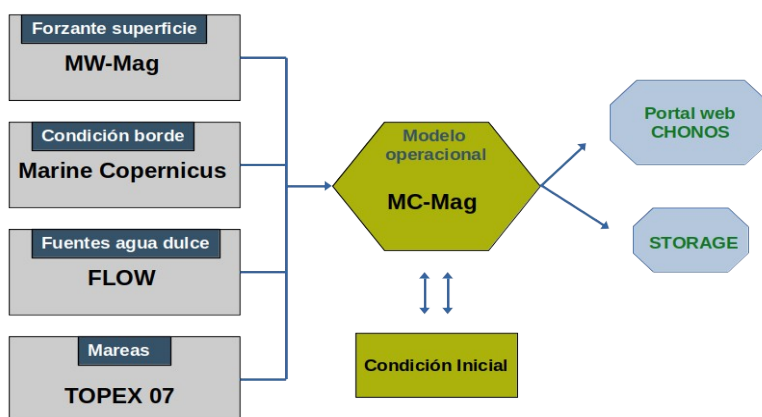 Forzante superficie
MW-Mag
Condición borde
Marine Copernicus
Fuentes agua dulce
FLOW
Mareas
TOPEX 07
Modelo
operacional
MC-Mag
Condición Inicial
Portal web
CHONOS
STORAGE